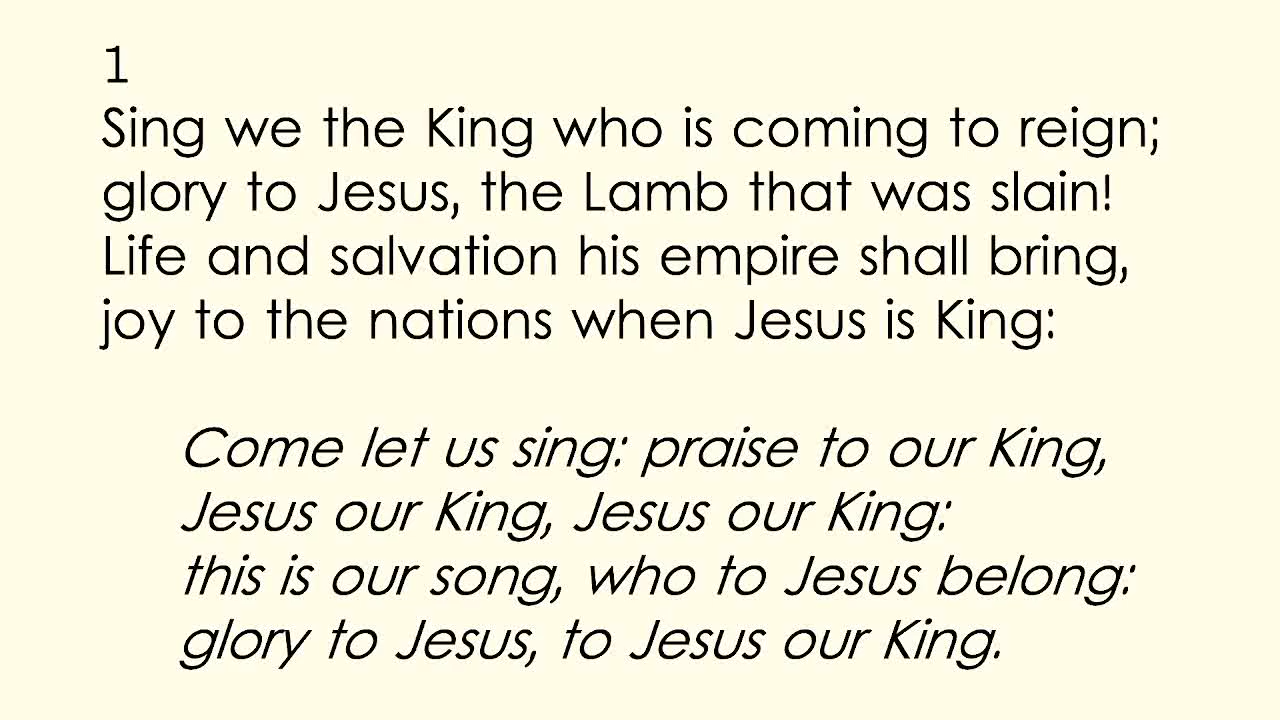 1
Sing we the King who is coming to reign;
glory to Jesus, the Lamb that was slain!
Life and salvation his empire shall bring,
joy to the nations when Jesus is King:
Come let us sing: praise to our King,
Jesus our King, Jesus our King:
this is our song, who to Jesus belong:
glory to Jesus, to Jesus our King.